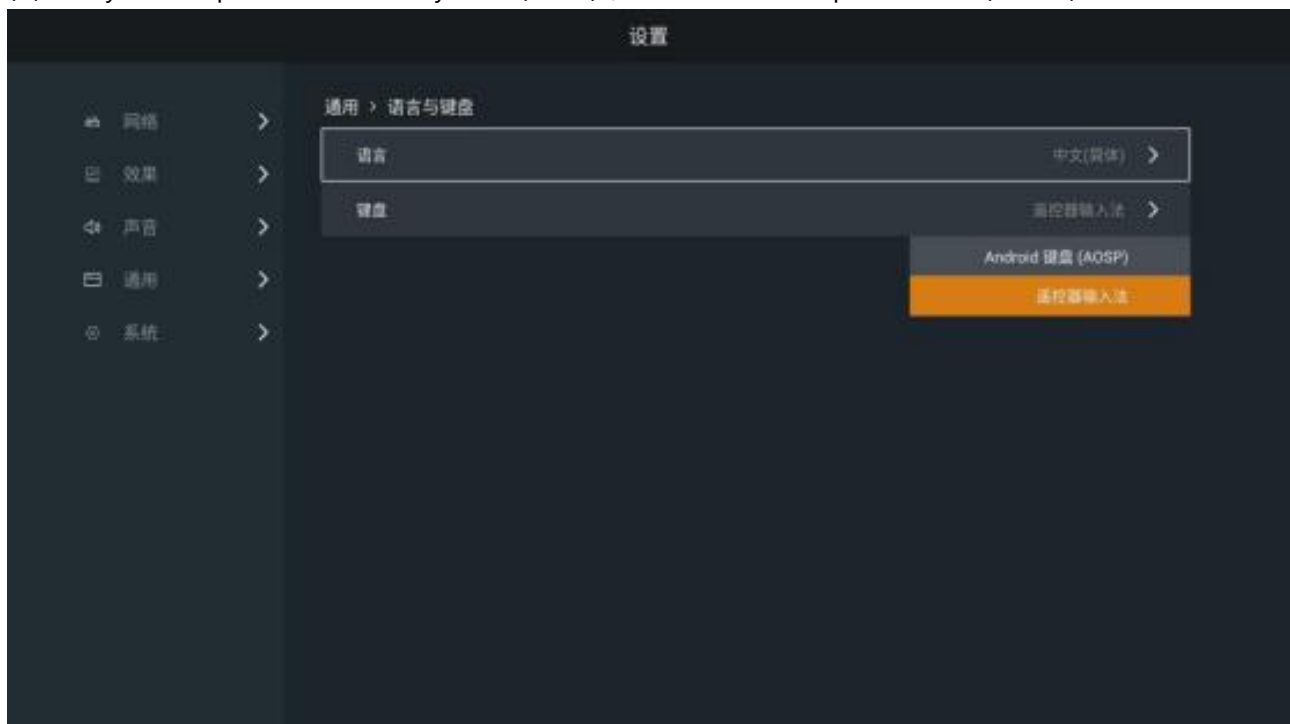 设置
通用 > 语言与键盘
网络
语言 中文(简体)
效果
键盘 遥控器输入法
声音
Android 键盘 (AOSP)
通用
遥控器输入法
系统